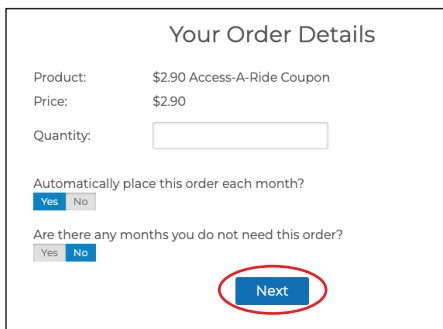 Your Order Details
Product: $2.90 Access-A-Ride Coupon
Price: $2.90
Quantity:
Automatically place this order each month?
Yes No
Are there any months you do not need this order?
Yes No
Next